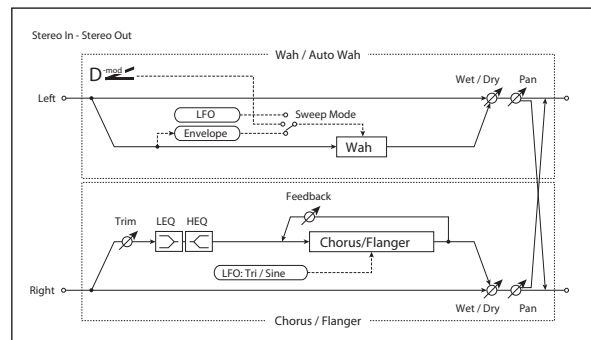 Stereo In - Stereo Out
Wah / Auto Wah
D-mod
Wet / Dry
Pan
Left
LFO
Sweep Mode
Envelope
Wah
Feedback
Trim
LEQ
HEQ
Chorus/Flanger
LFO: Tri / Sine
Right
Wet / Dry
Pan
Chorus / Flanger